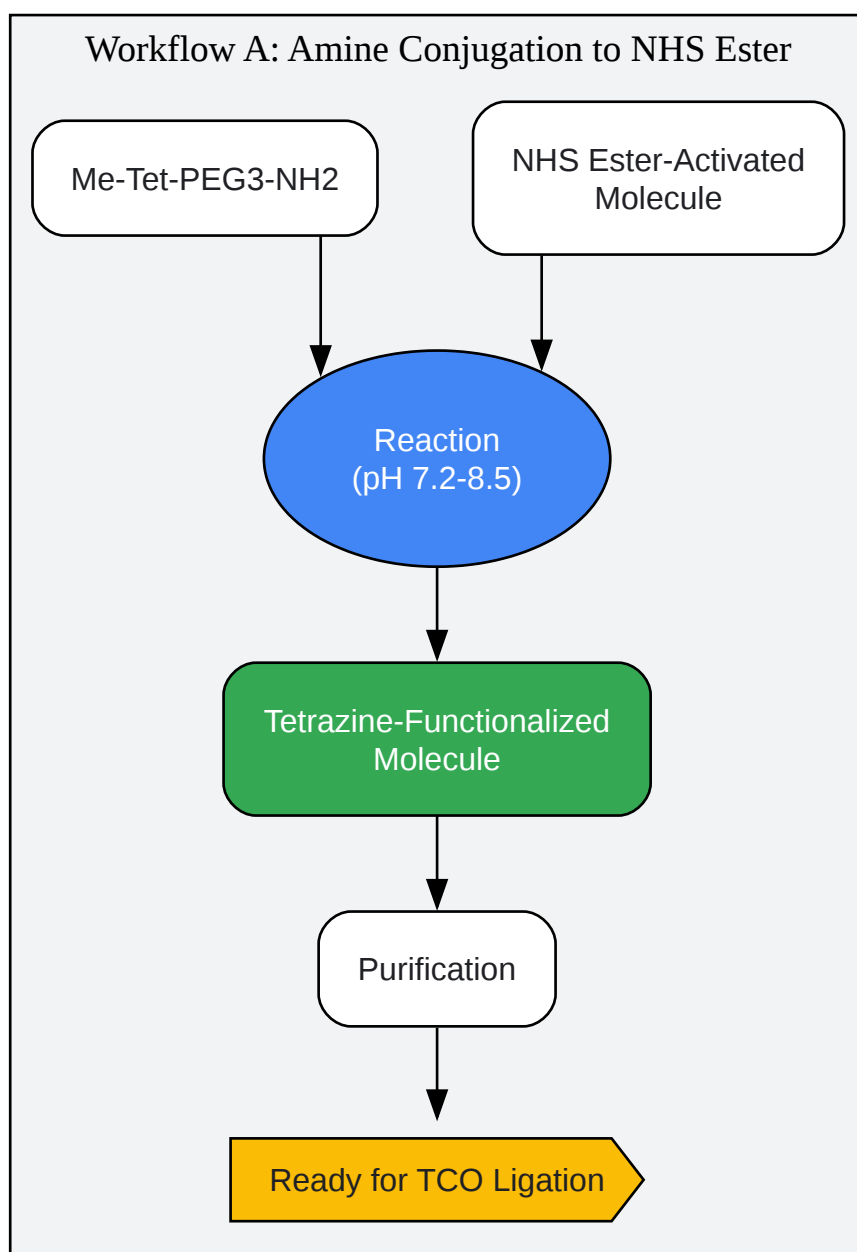 Workflow A: Amine Conjugation to NHS Ester
Me-Tet-PEG3-NH2
NHS Ester-Activated
Molecule
Reaction
(pH 7.2-8.5)
Tetrazine-Functionalized
Molecule
Purification
Ready for TCO Ligation